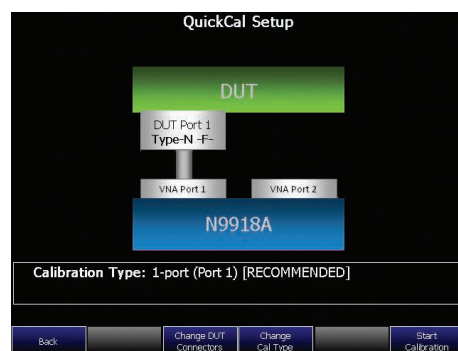 QuickCal Setup
DUT
DUT Port 1
Type-N -F-
VNA Port 1
VNA Port 2
N9918A
Calibration Type: 1-port (Port 1) [RECOMMENDED]
Back
Change DUT
Connectors
Change
Cal Type
Start
Calibration